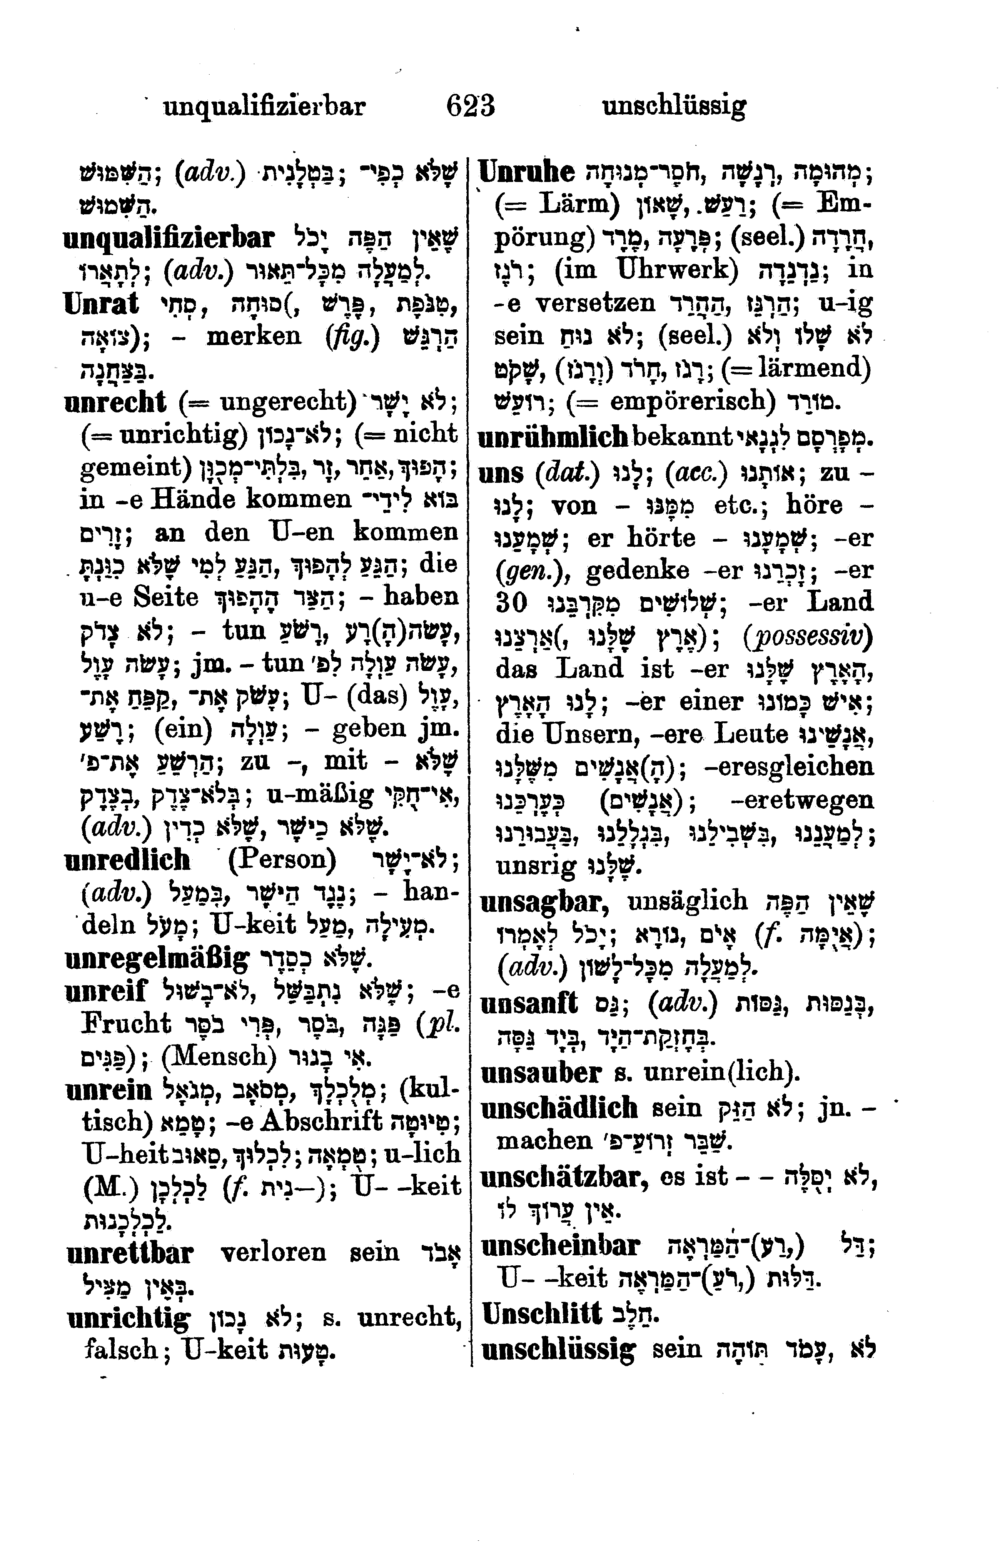 unqualifizierbar 623 unschlüssig
הַשִּׁמּוּשׁ; (adv.) בַּטְלָנִית; שֶׁלֹּא כְפִי־
הַשִּׁמּוּשׁ.
unqualifizierbar שֶׁאֵין הַפֶּה יָכֹל
לְתָאֲרוֹ; (adv.) לְמַעְלָה מִכָּל־תֵּאוּר.
Unrat טִנֹּפֶת, פֶּרֶשׁ, (סוּחָה, סְחִי,
צוֹאָה); – merken (fig.) הַרְגֵּשׁ
בְּצַחֲנָה.
unrecht (= ungerecht) לֹא יָשָׁר;
(= unrichtig) לֹא־נָכוֹן; (= nicht
gemeint) הָפוּךְ, אַחֵר, זָר, בִּלְתִּי־מְכֻוָּן;
in –e Hände kommen בּוֹא לִידֵי־
זָרִים; an den U–en kommen
הַגֵּעַ לְהָפוּךְ, הַגֵּעַ לְמִי שֶׁלֹּא כִוַּנְתָּ; die
u–e Seite הַצַּד הַהָפוּךְ; – haben
לֹא צָדֹק; – tun עָשֹׂה (הָ)רַע, רָשֹׁעַ,
עָשֹׂה עָוֶל; jm. – tun עָשֹׂה עַוְלָה לִפ׳,
עָשֹׁק אֶת־, קַפֵּחַ אֶת־; U– (das) עָוֶל,
רֶשַׁע; (ein) עַוְלָה; – geben jm.
הַרְשֵׁעַ אֶת־פ׳; zu –, mit – שֶׁלֹּא
בְּצֶדֶק, בְּלֹא־צֶדֶק; u–mäßig אִי־חֻקִּי,
(adv.) שֶׁלֹּא כַיֹּשֶׁר, שֶׁלֹּא כְדִין.
unredlich (Person) לֹא־יָשָׁר;
(adv.) נֶגֶד הַיֹּשֶׁר, בְּמַעַל; – han-
deln מָעֹל; U–keit מְעִילָה, מַעַל.
unregelmäßig שֶׁלֹּא כַסֵּדֶר.
unreif שֶׁלֹּא נִתְבַּשֵּׁל, לֹא־בָשׁוּל; –e
Frucht פַּגָּה, בֹּסֶר, פְּרִי בֹסֶר (pl.
פַּגִּים); (Mensch) אִי בָגוּר.
unrein מְלֻכְלָךְ, מְסֹאָב, מְגֹאָל; (kul-
tisch) טָמֵא; –e Abschrift טְיוּטָה;
U–heit טֻמְאָה; לִכְלוּךְ, סֵאוּב; u–lich
(M.) לַכְלְכָן (f. –נִית); U– –keit
לַכְלְכָנוּת.
unrettbar verloren sein אָבֹד
בְּאֵין מַצִּיל.
unrichtig לֹא נָכוֹן; s. unrecht,
falsch; U–keit טָעוּת.
Unruhe מְהוּמָה, רִגְשָׁה, חֹסֶר־מְנוּחָה;
(= Lärm) רַעַשׁ, שָׁאוֹן; (= Em-
pörung) פְּרָעָה, מֶרֶד; (seel.) חֲרָדָה,
רֹגֶז; (im Uhrwerk) נַדְנֵדָה; in
–e versetzen הַרְגֵּז, הַחֲרֵד; u–ig
sein לֹא נוּחַ; (seel.) לֹא שָׁלֹו וְלֹא
שָׁקֹט, (וְרָגֹז) רָגֹז, חָרֹד; (= lärmend)
רוֹעֵשׁ; (= empörerisch) מוֹרֵד.
unrühmlich bekannt מְפֻרְסָם לִגְנַאי.
uns (dat.) לָנוּ; (acc.) אוֹתָנוּ; zu –
לָנוּ; von – מִמֶּנּוּ etc.; höre –
שְׁמָעֵנוּ; er hörte – שְׁמָעָנוּ; –er
(gen.), gedenke –er זָכְרֵנוּ; –er
30 שְׁלוֹשִׁים מִקִּרְבֵּנוּ; –er Land
אַרְצֵנוּ, (אֶרֶץ שֶׁלָּנוּ); (possessiv)
das Land ist –er הָאָרֶץ שֶׁלָּנוּ,
לָנוּ הָאָרֶץ; –er einer אִישׁ כָּמוֹנוּ;
die Unsern, –ere Leute אֲנָשֵׁינוּ,
(הָ)אֲנָשִׁים מִשֶּׁלָּנוּ; –eresgleichen
(אֲנָשִׁים) כְּעֶרְכֵּנוּ; –eretwegen
לְמַעֲנֵנוּ, בִּשְׁבִילֵנוּ, בִּגְלָלֵנוּ, בַּעֲבוּרֵנוּ;
unsrig שֶׁלָּנוּ.
unsagbar, unsäglich שֶׁאֵין הַפֶּה
יָכֹל לְאָמְרוֹ; אָיֹם, נוֹרָא (f. אֲיֻמָּה);
(adv.) לְמַעְלָה מִכָּל־לָשׁוֹן.
unsanft גַּס; (adv.) בְּגַסּוּת, גַּסּוֹת,
בְּחֶזְקַת־הַיָּד, בְּיָד גַּסָּה.
unsauber s. unrein(lich).
unschädlich sein לֹא הַזֵּק; jn. –
machen שַׁבֵּר זְרוֹעַ־פ׳.
unschätzbar, es ist – – לֹא יְסֻלֶּה,
אֵין עֲרוֹךְ לוֹ.
unscheinbar דַּל (,רַע)־הַמַּרְאֶה;
U– –keit דַּלּוּת (,רֹעַ)־הַמַּרְאֶה.
Unschlitt חֵלֶב.
unschlüssig sein עָמֹד תּוֹהֶה, לֹא